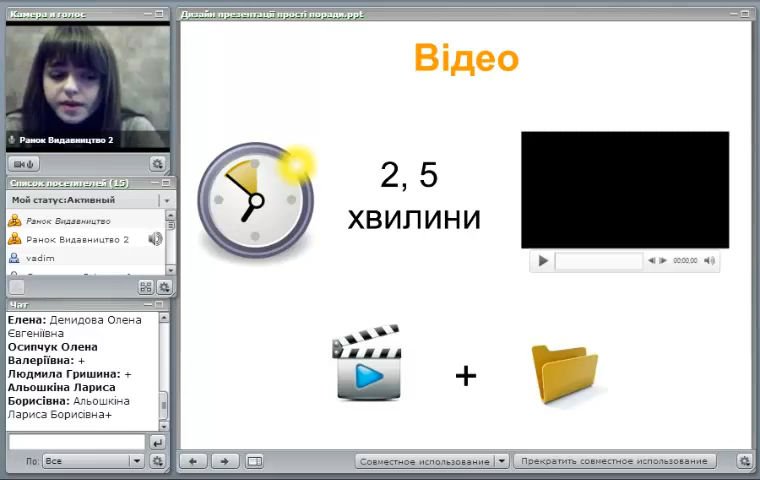 Камера и голос
Ранок Видавництво 2
Список посетителей (15)
Мой статус:Активный
Ранок Видавництво
Ранок Видавництво 2
vadim
Чат
Елена: Демидова Олена
Євгеніївна
Осипчук Олена
Валеріївна: +
Людмила Гришина: +
Альошкіна Лариса
Борисівна: Альошкіна
Лариса Борисівна+
По:
Все
Дизайн презентації прості поради.ppt
Відео
2, 5
хвилини
00:00,00
+
Совместное использование
Прекратить совместное использование